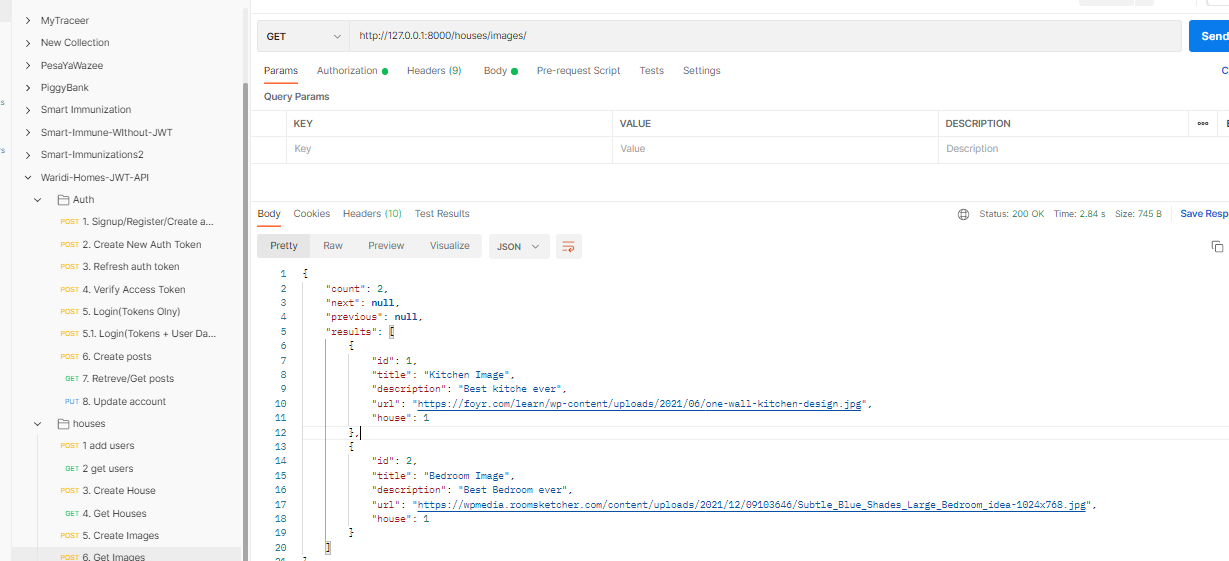 MyTraceer
New Collection
PesaYaWazee
PiggyBank
Smart Immunization
Smart-Immune-WIthout-JWT
Smart-Immunizations2
Waridi-Homes-JWT-API
Auth
POST 1. Signup/Register/Create a...
POST 2. Create New Auth Token
POST 3. Refresh auth token
POST 4. Verify Access Token
POST 5. Login(Tokens Olny)
POST 5.1. Login(Tokens + User Da...
POST 6. Create posts
GET 7. Retreve/Get posts
PUT 8. Update account
houses
POST 1 add users
GET 2 get users
POST 3. Create House
GET 4. Get Houses
POST 5. Create Images
POST 6. Get Images
GET http://127.0.0.1:8000/houses/images/ Send
Params Authorization Headers (9) Body Pre-request Script Tests Settings
Query Params
KEY VALUE DESCRIPTION
Key Value Description
Body Cookies Headers (10) Test Results Status: 200 OK Time: 2.84 s Size: 745 B Save Resp
Pretty Raw Preview Visualize JSON
1 {
2 "count": 2,
3 "next": null,
4 "previous": null,
5 "results": [
6 {
7 "id": 1,
8 "title": "Kitchen Image",
9 "description": "Best kitche ever",
10 "url": "https://foyr.com/learn/wp-content/uploads/2021/06/one-wall-kitchen-design.jpg",
11 "house": 1
12 },
13 {
14 "id": 2,
15 "title": "Bedroom Image",
16 "description": "Best Bedroom ever",
17 "url": "https://wpmedia.roomsketcher.com/content/uploads/2021/12/09103646/Subtle_Blue_Shades_Large_Bedroom_idea-1024x768.jpg",
18 "house": 1
19 }
20 ]